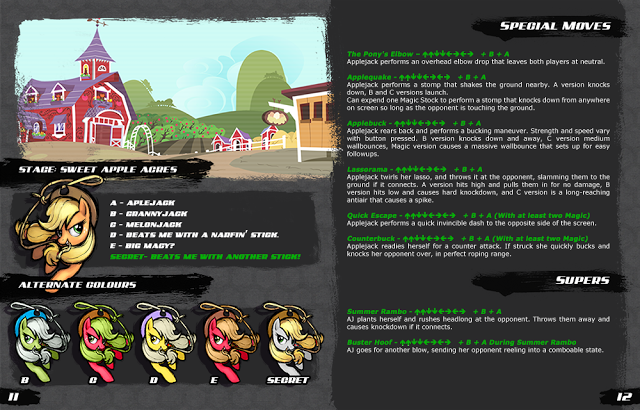 STAGE: SWEET APPLE ACRES
A - APLEJACK
B - GRANNYJACK
C - MELONJACK
D - BEATS ME WITH A NARFIN' STICK.
E - BIG MACY?
SECRET- BEATS ME WITH ANOTHER STICK!
ALTERNATE COLOURS
B
C
D
E
SECRET
11
SPECIAL MOVES
The Pony's Elbow - ↑↑↓↓←→←→ + B + A
Applejack performs an overhead elbow drop that leaves both players at neutral.
Applequake - ↑↑↓↓←→←→ + B + A
Applejack performs a stomp that shakes the ground nearby. A version knocks
down, B and C versions launch.
Can expend one Magic Stock to perform a stomp that knocks down from anywhere
on screen so long as the opponent is touching the ground.
Applebuck - ↑↑↓↓←→←→ + B + A
Applejack rears back and performs a bucking maneuver. Strength and speed vary
with button pressed. B version knocks down and away, C version medium
wallbounces, Magic version causes a massive wallbounce that sets up for easy
followups.
Lassorama - ↑↑↓↓←→←→ + B + A
Applejack twirls her lasso, and throws it at the opponent, slamming them to the
ground if it connects. A version hits high and pulls them in for no damage, B
version hits low and causes hard knockdown, and C version is a long-reaching
antiair that causes a spike.
Quick Escape - ↑↑↓↓←→←→ + B + A (With at least two Magic)
Applejack performs a quick invincible dash to the opposite side of the screen.
Counterbuck - ↑↑↓↓←→←→ + B + A (With at least two Magic)
Applejack readies herself for a counter attack. If struck she quickly bucks and
knocks her opponent over, in perfect roping range.
SUPERS
Summer Rambo - ↑↑↓↓←→←→ + B + A
AJ plants herself and rushes headlong at the opponent. Throws them away and
causes knockdown if it connects.
Buster Hoof - ↑↑↓↓←→←→ + B + A During Summer Rambo
AJ goes for another blow, sending her opponent reeling into a comboable state.
12